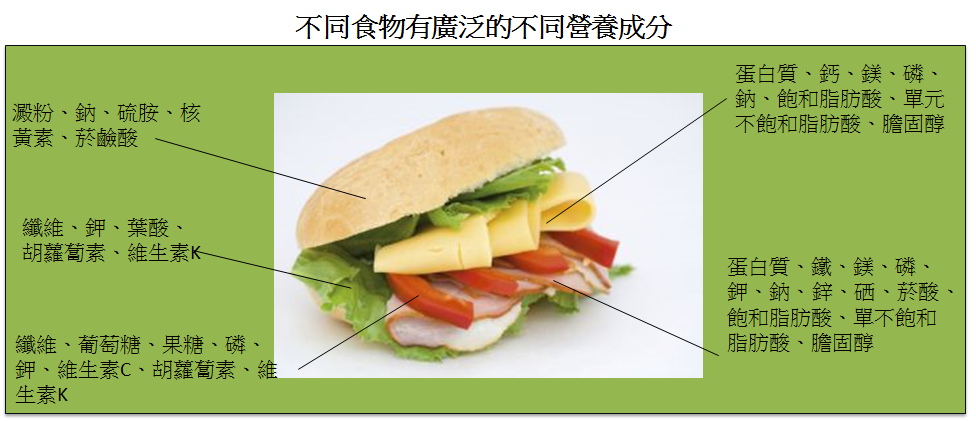 不同食物有廣泛的不同營養成分
澱粉、鈉、硫胺、核
黃素、菸鹼酸
纖維、鉀、葉酸、
胡蘿蔔素、維生素K
纖維、葡萄糖、果糖、磷、
鉀、維生素C、胡蘿蔔素、維
生素K
蛋白質、鈣、鎂、磷、
鈉、飽和脂肪酸、單元
不飽和脂肪酸、膽固醇
蛋白質、鐵、鎂、磷、
鉀、鈉、鋅、硒、菸酸、
飽和脂肪酸、單不飽和
脂肪酸、膽固醇